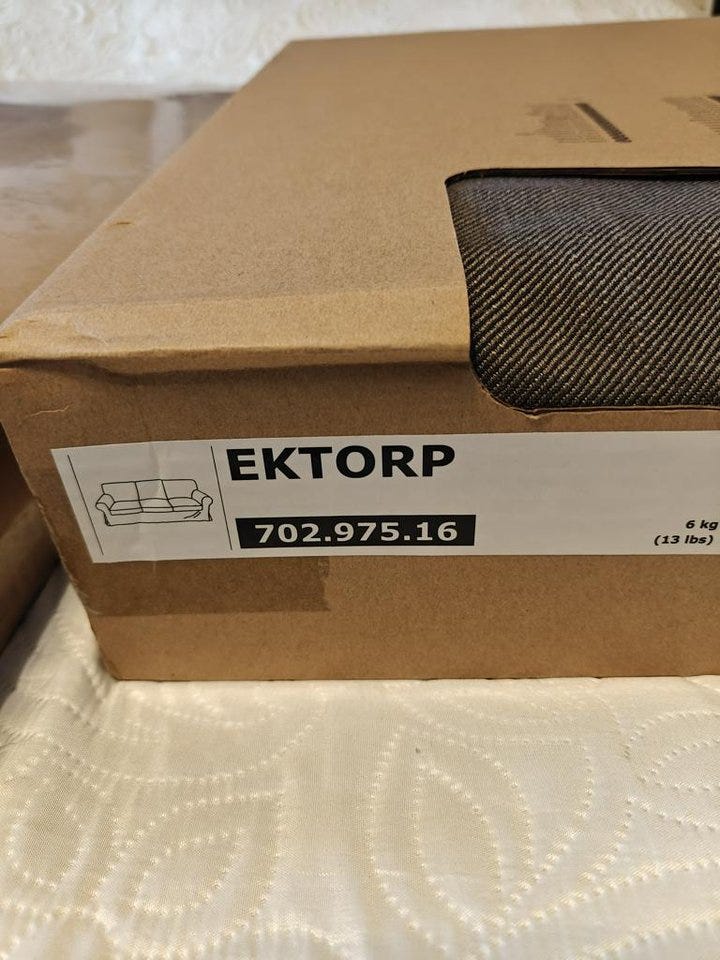 EKTORP
702.975.16
6 kg
(13 lbs)